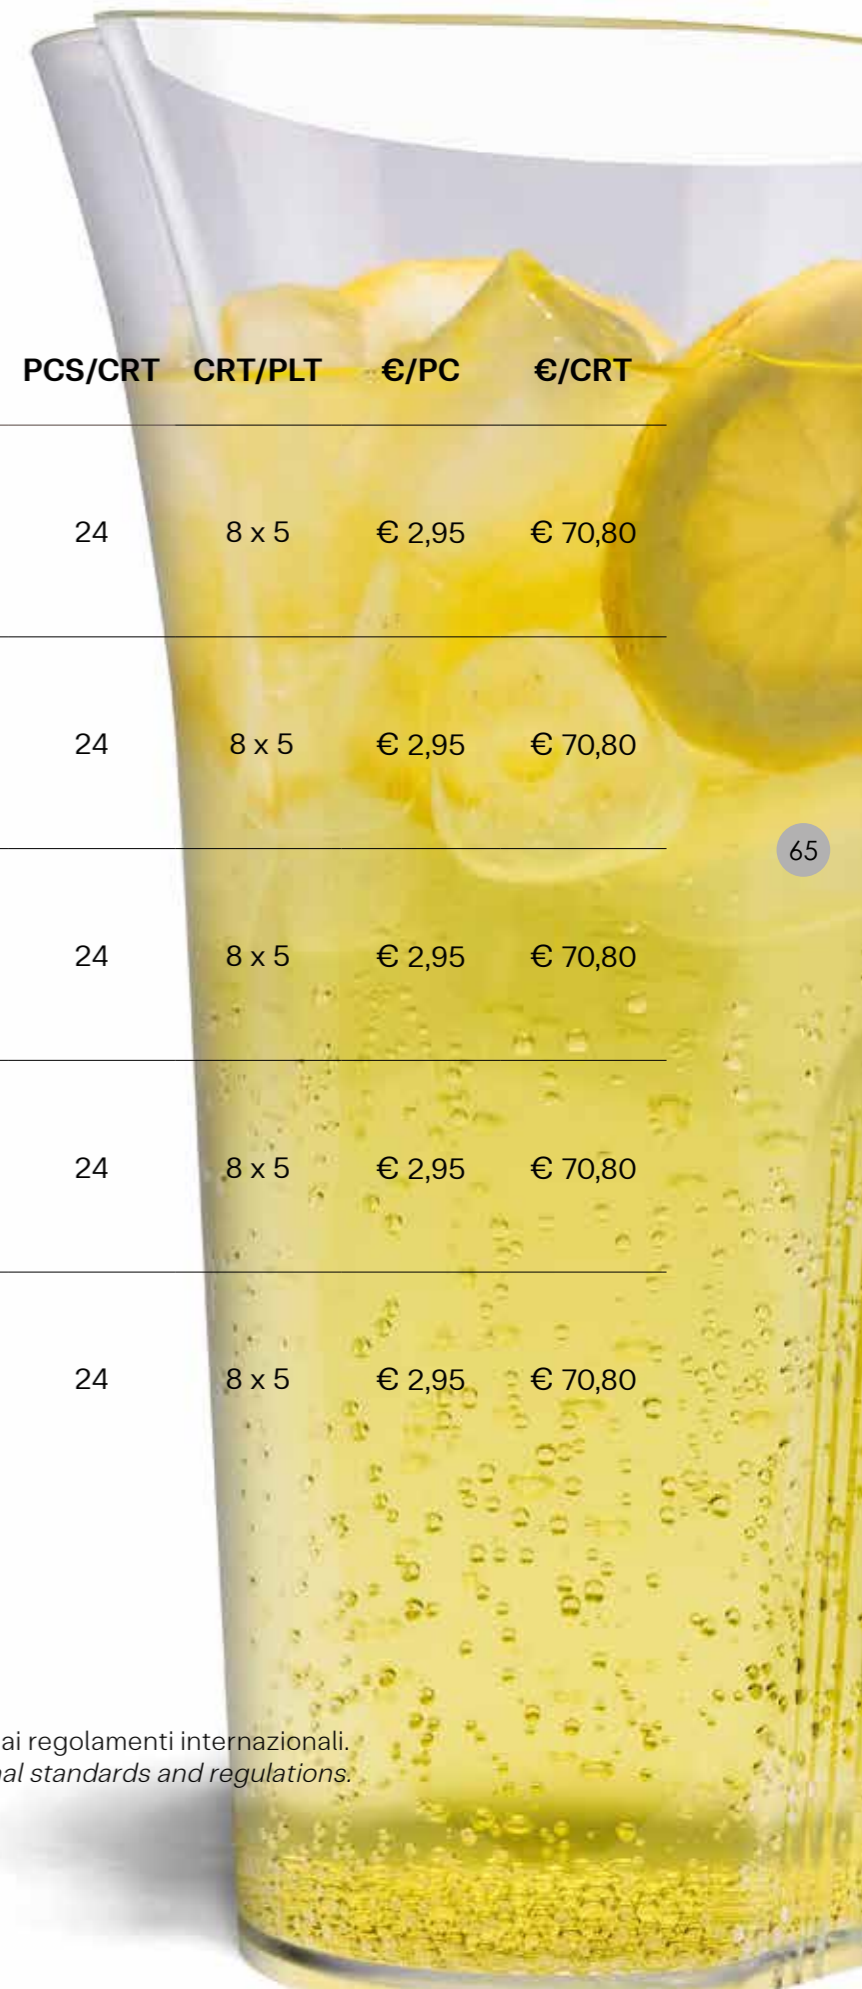 PCS/CRT CRT/PLT €/PC €/CRT
24 8 x 5 € 2,95 € 70,80
24 8 x 5 € 2,95 € 70,80
65
24 8 x 5 € 2,95 € 70,80
24 8 x 5 € 2,95 € 70,80
24 8 x 5 € 2,95 € 70,80
ai regolamenti internazionali.
standards and regulations.